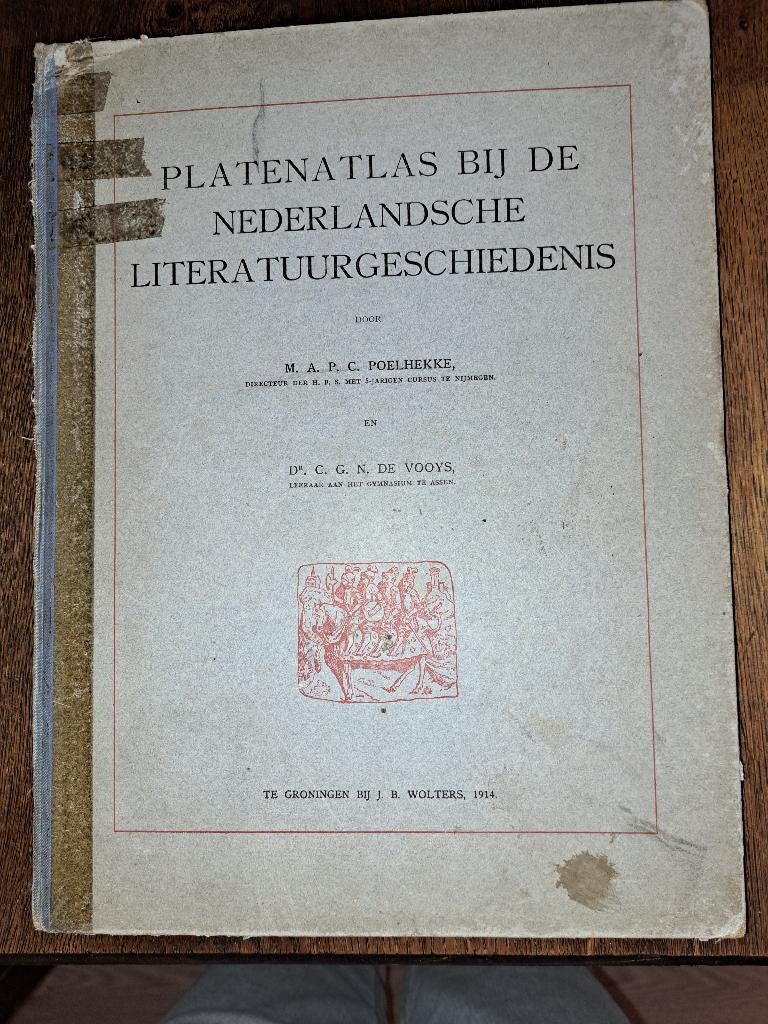 PLATENATLAS BIJ DE
NEDERLANDSCHE
LITERATUURGESCHIEDENIS
DOOR
M. A. P. C. POELHEKKE,
DIRECTEUR DER H. B. S. MET 5-JARIGEN CURSUS TE NIJMEGEN.
EN
DR. C. G. N. DE VOOYS,
LEERAAR AAN HET GYMNASIUM TE ASSEN.
TE GRONINGEN BIJ J. B. WOLTERS, 1914.